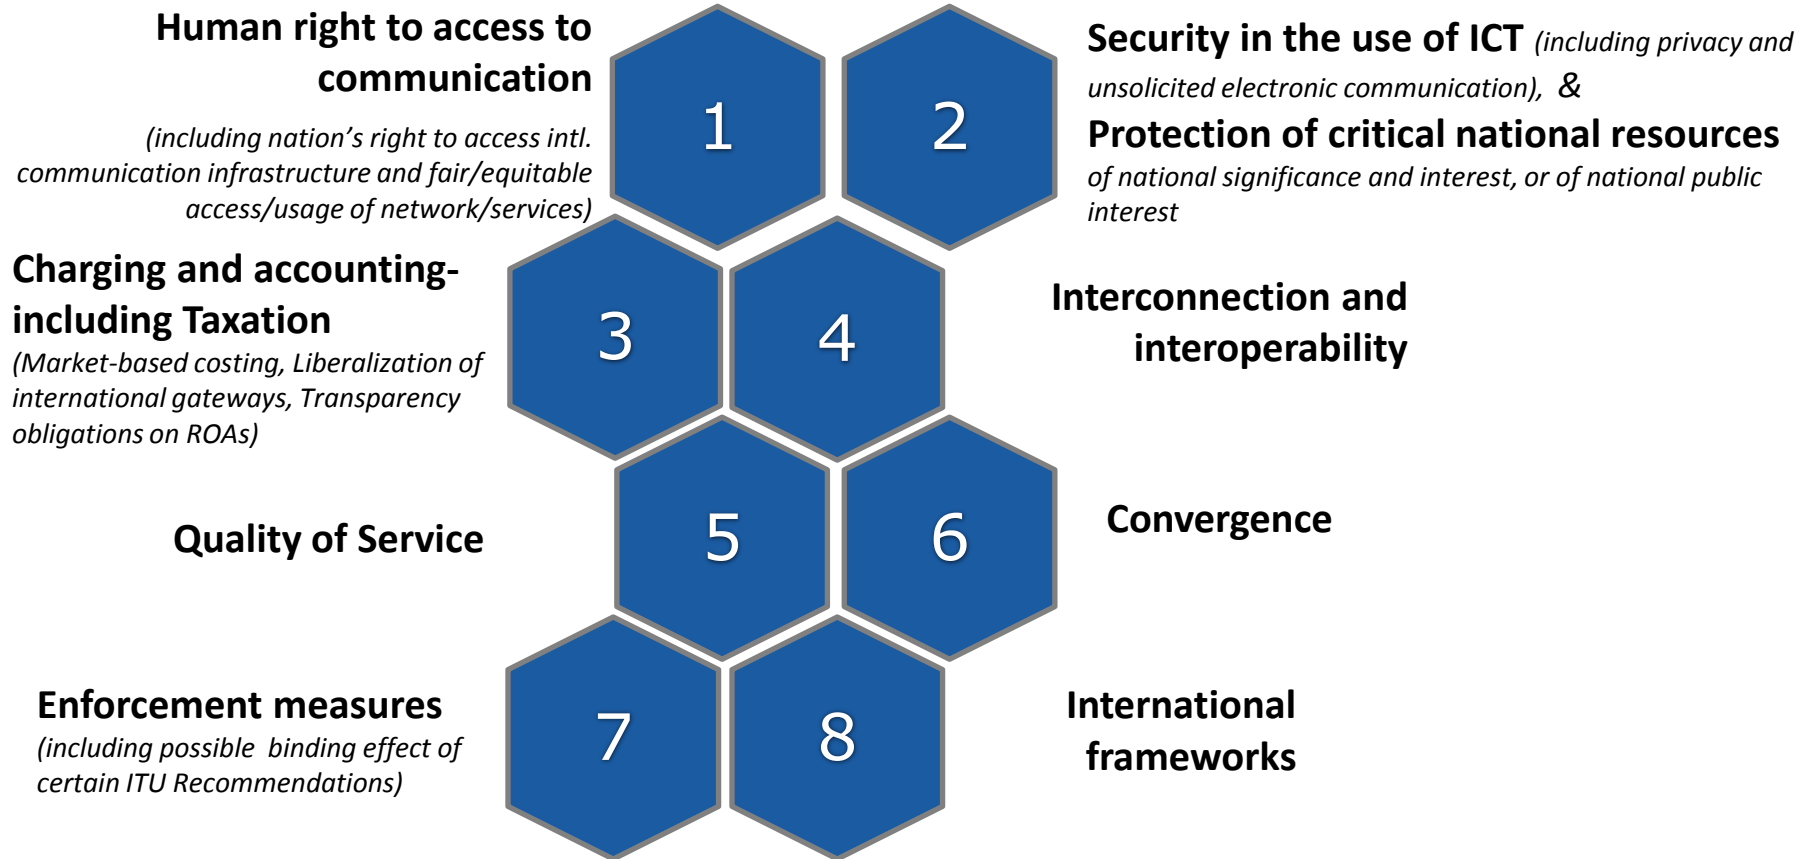 Human right to access to
communication
(including nation’s right to access intl.
communication infrastructure and fair/equitable
access/usage of network/services)
1
2
Security in the use of ICT (including privacy and
unsolicited electronic communication), &
Protection of critical national resources
of national significance and interest, or of national public
interest
Charging and accounting-
including Taxation
(Market-based costing, Liberalization of
international gateways, Transparency
obligations on ROAs)
3
4
Interconnection and
interoperability
Quality of Service
5
6
Convergence
Enforcement measures
(including possible binding effect of
certain ITU Recommendations)
7
8
International
frameworks